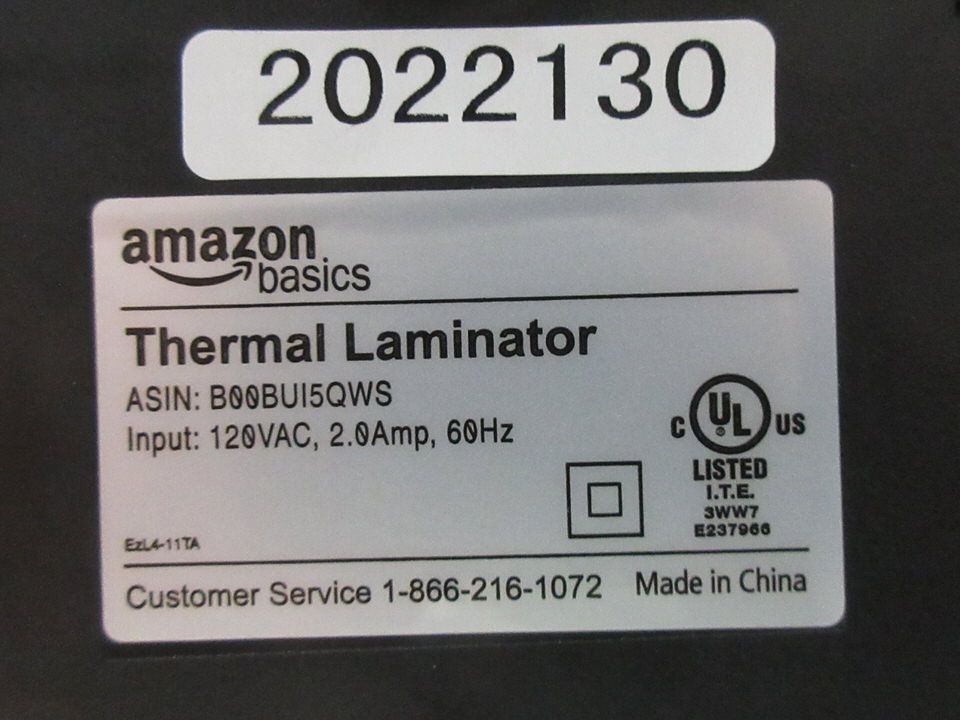 2022130
amazon
basics
Thermal Laminator
ASIN: B00BUI5QWS
Input: 120VAC, 2.0Amp, 60Hz
C UL US
®
LISTED
I.T.E.
3WW7
E237966
EzL4-11TA
Customer Service 1-866-216-1072 Made in China